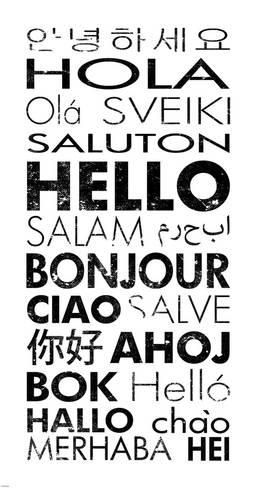 안녕하세요
HOLA
Olá SVEIKI
SALUTON
HELLO
SALAM ابحرم
BONJOUR
CIAO SALVE
你好 AHOJ
BOK Helló
HALLO chào
MERHABA HEI